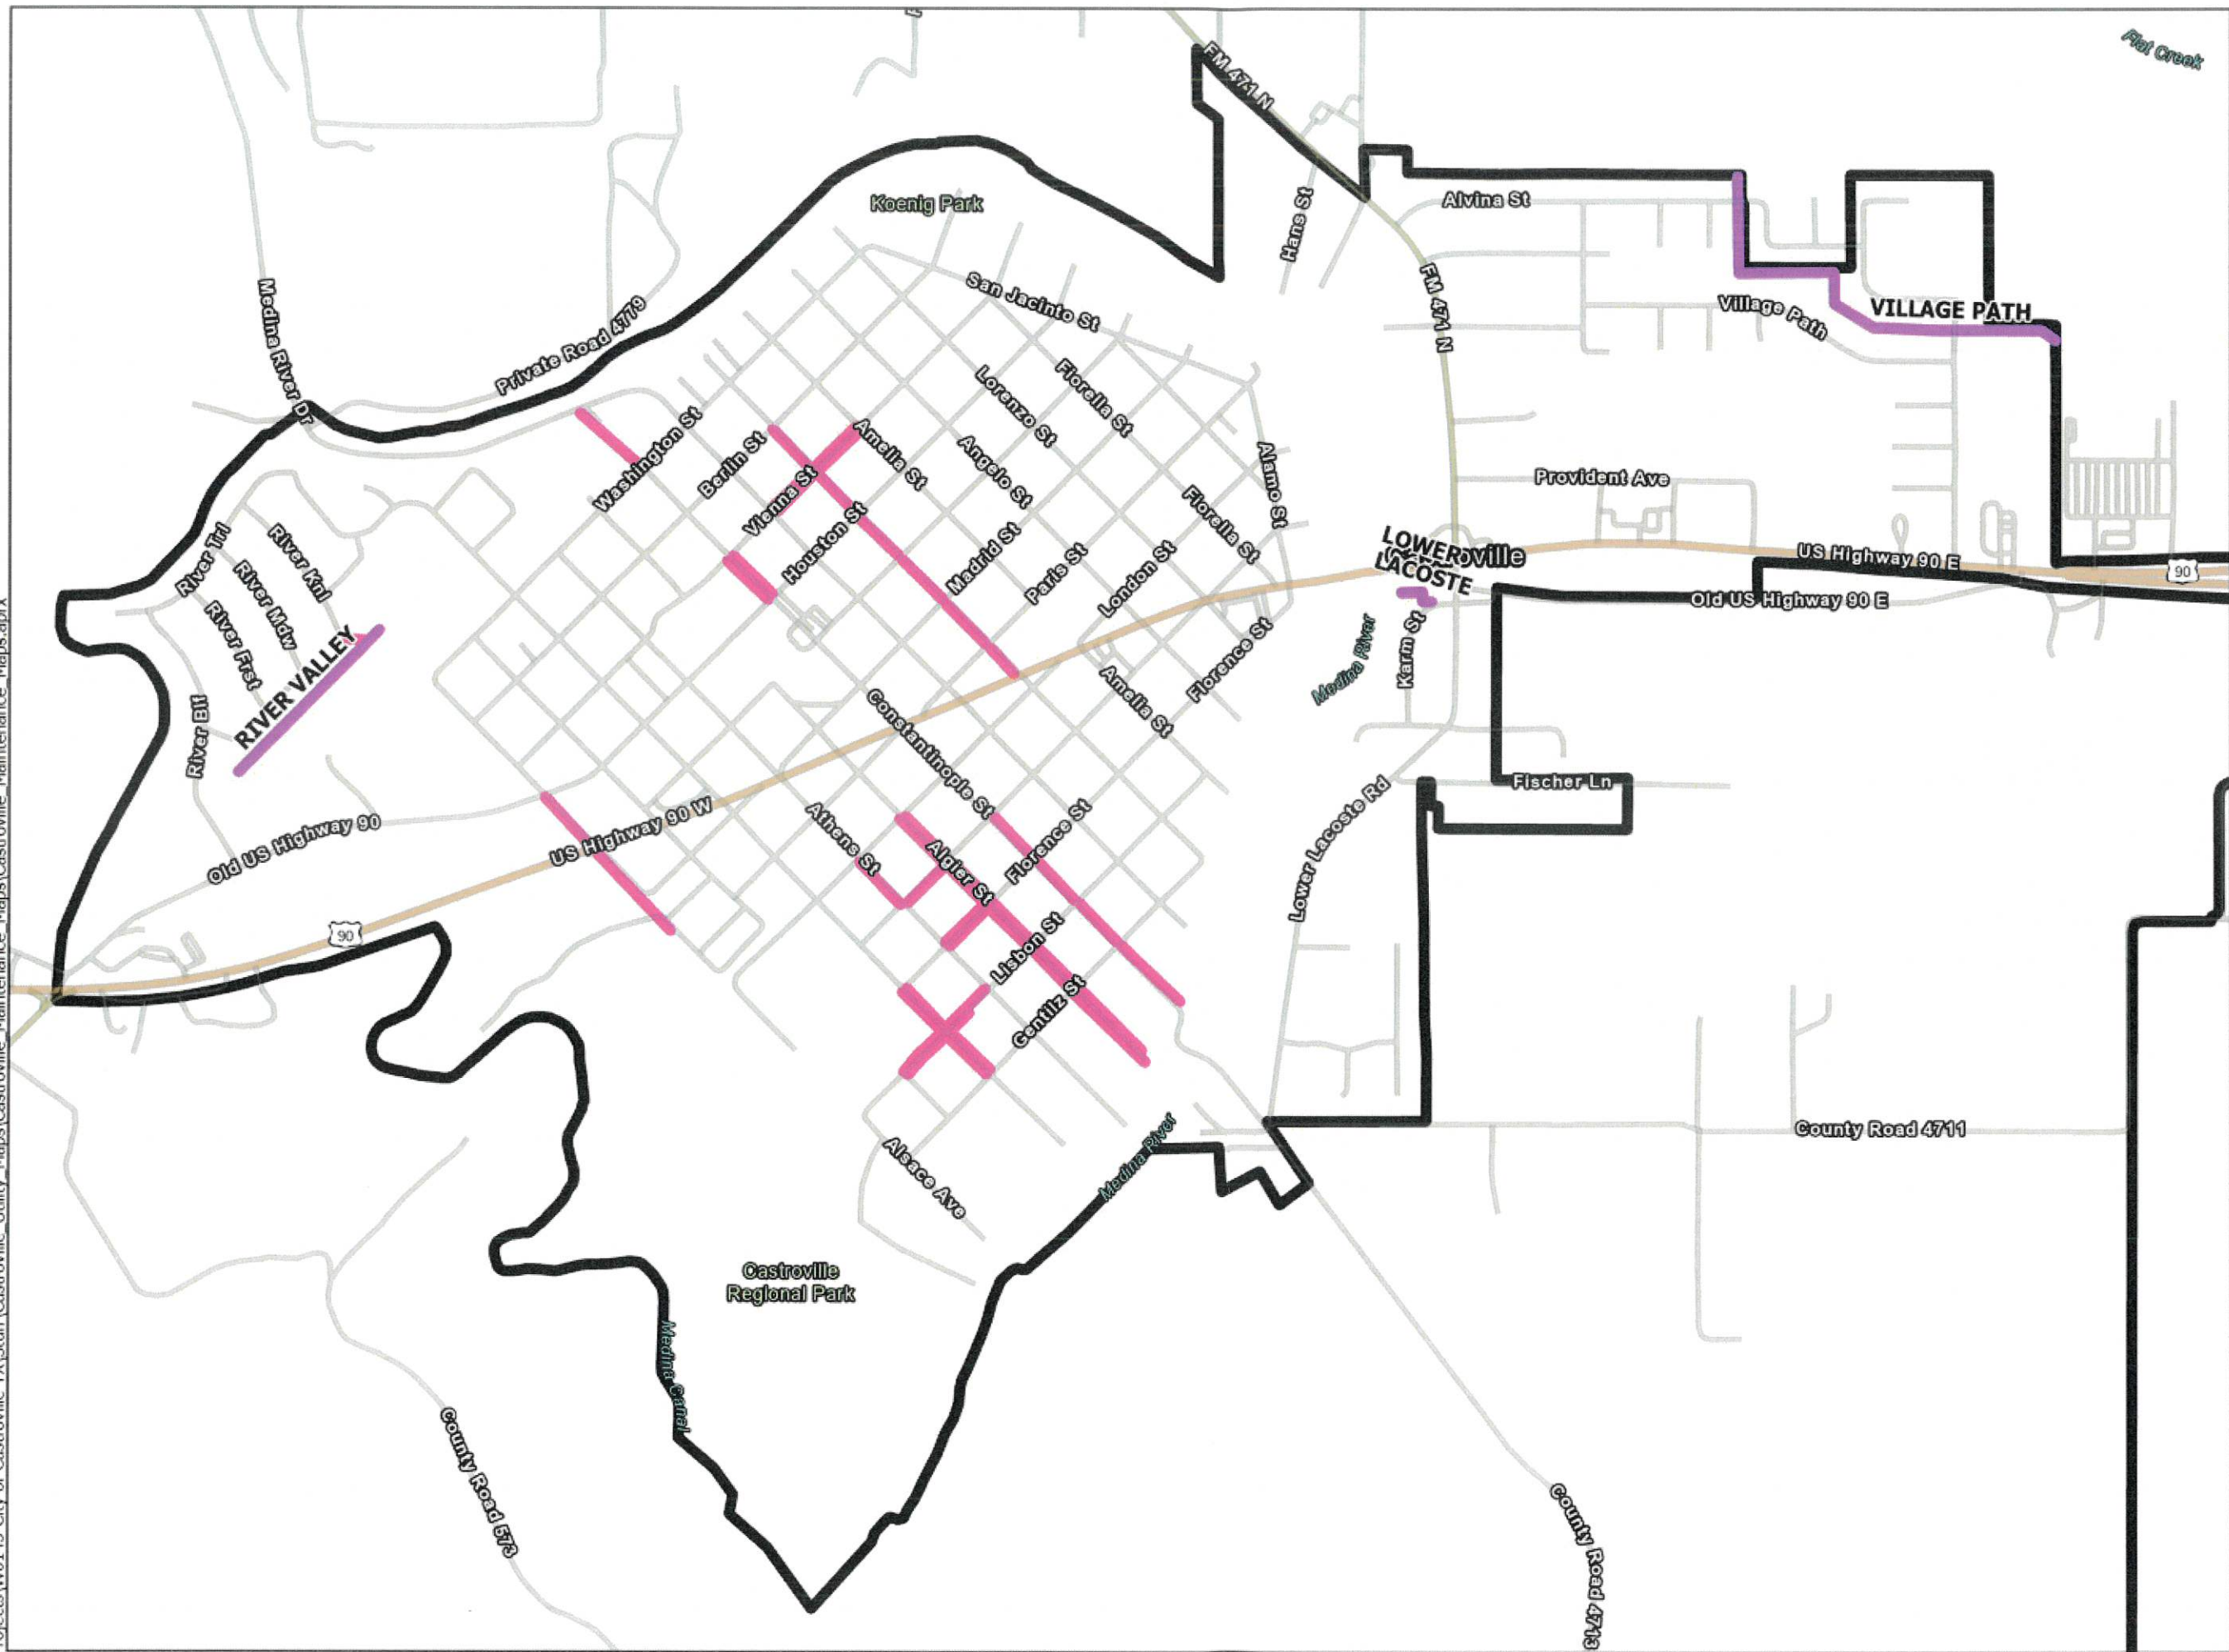 Flat Creek
FM 471 N
Koenig Park
Hans St
Alvina St
San Jacinto St
FM 471 N
Village Path
VILLAGE PATH
Medina River Dr
Private Road 4779
Lorenzo St
Fiorella St
Washington St
Berlin St
Vienna St
Amelia St
Angelo St
Alamo St
Fiorella St
Provident Ave
Houston St
Madrid St
Paris St
London St
LOWER
LACOSTE
US Highway 90 E
90
Old US Highway 90 E
River Trl
River Knl
River Mdw
River Frst
RIVER VALLEY
River Blf
Medina River
Karm St
Florence St
Amelia St
Constantinople St
Fischer Ln
Old US Highway 90
US Highway 90 W
Athens St
Algier St
Florence St
Lower Lacoste Rd
90
Lisbon St
Gentilz St
County Road 4711
Medina River
Alsace Ave
Castroville
Regional Park
Medina Canal
County Road 573
County Road 4713